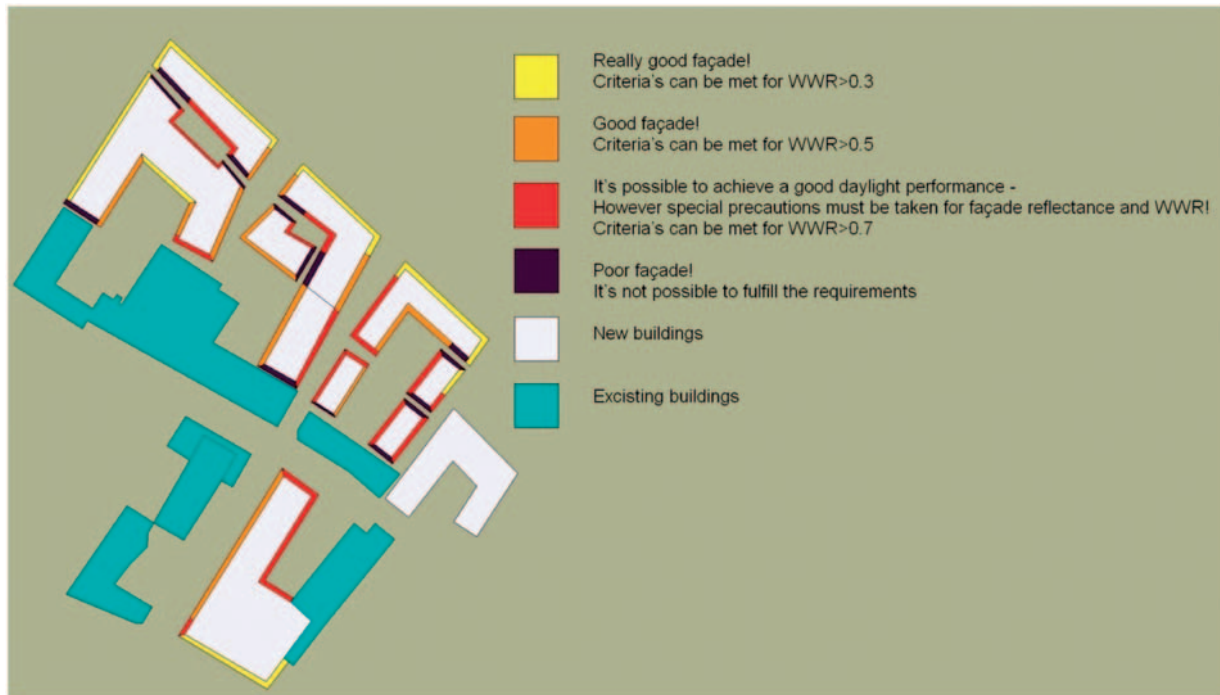 Really good façade!
Criteria's can be met for WWR>0.3
Good façade!
Criteria's can be met for WWR>0.5
It's possible to achieve a good daylight performance -
However special precautions must be taken for façade reflectance and WWR!
Criteria's can be met for WWR>0.7
Poor façade!
It's not possible to fulfill the requirements
New buildings
Excisting buildings